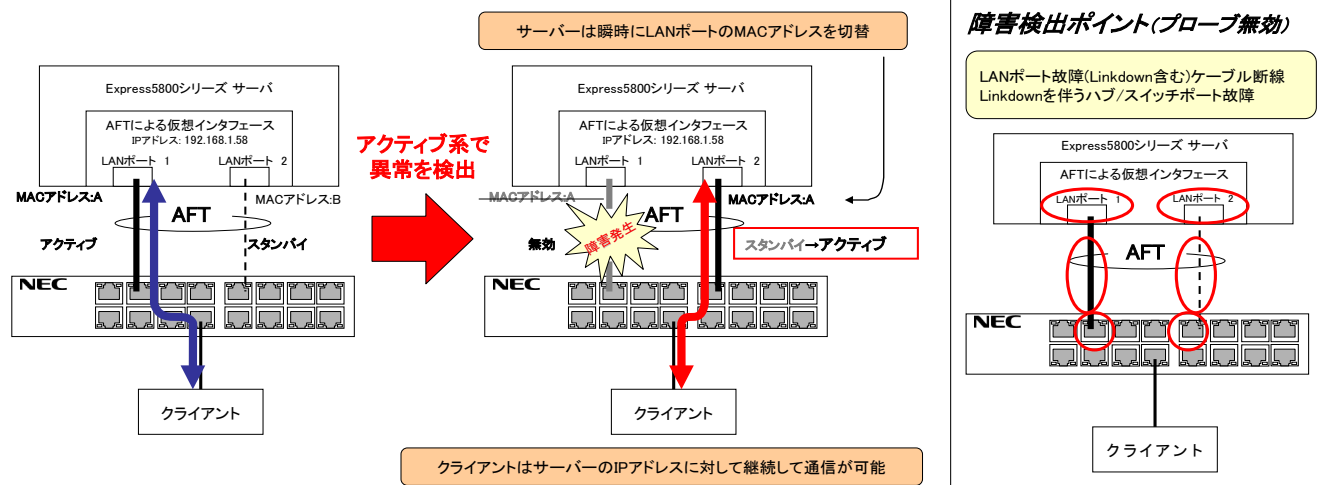 サーバーは瞬時にLANポートのMACアドレスを切替
Express5800シリーズ サーバ
AFTによる仮想インタフェース
IPアドレス: 192.168.1.58
LANポート 1
LANポート 2
MACアドレス:A
MACアドレス:B
AFT
アクティブ
スタンバイ
NEC
クライアント
アクティブ系で
異常を検出
Express5800シリーズ サーバ
AFTによる仮想インタフェース
IPアドレス: 192.168.1.58
LANポート 1
LANポート 2
MACアドレス:A
MACアドレス:A
AFT
無効
障害発生
スタンバイ→アクティブ
NEC
クライアント
クライアントはサーバーのIPアドレスに対して継続して通信が可能
障害検出ポイント(プローブ無効)
LANポート故障(Linkdown含む)ケーブル断線
Linkdownを伴うハブ/スイッチポート故障
Express5800シリーズ サーバ
AFTによる仮想インタフェース
LANポート 1
LANポート 2
AFT
NEC
クライアント